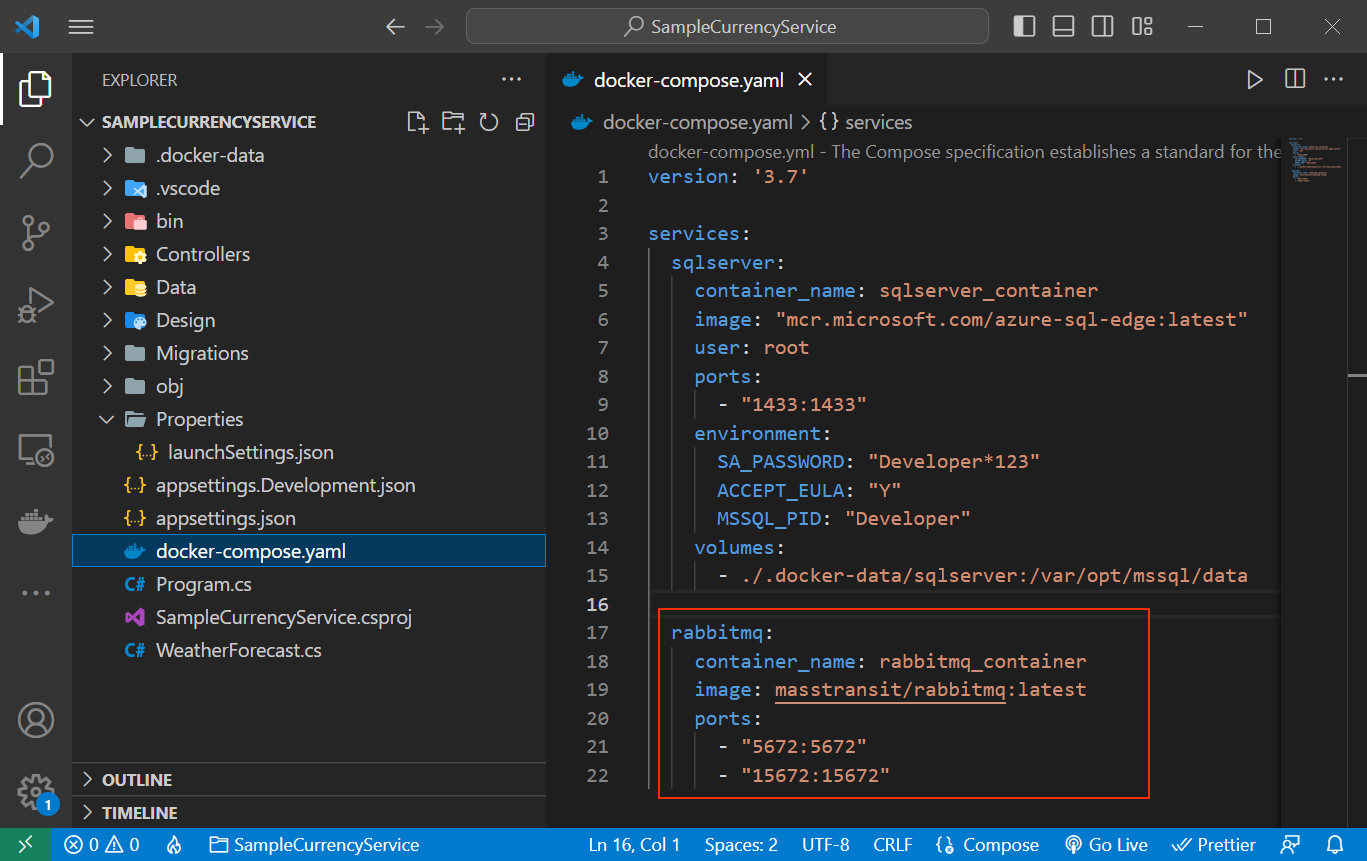 SampleCurrencyService
EXPLORER
SAMPLECURRENCYSERVICE
.docker-data
.vscode
bin
Controllers
Data
Design
Migrations
obj
Properties
{..} launchSettings.json
{..} appsettings.Development.json
{..} appsettings.json
docker-compose.yaml
C# Program.cs
SampleCurrencyService.csproj
C# WeatherForecast.cs
OUTLINE
TIMELINE
docker-compose.yaml
docker-compose.yaml > {} services
docker-compose.yml - The Compose specification establishes a standard for the
1 version: '3.7'
2
3 services:
4 sqlserver:
5 container_name: sqlserver_container
6 image: "mcr.microsoft.com/azure-sql-edge:latest"
7 user: root
8 ports:
9 - "1433:1433"
10 environment:
11 SA_PASSWORD: "Developer*123"
12 ACCEPT_EULA: "Y"
13 MSSQL_PID: "Developer"
14 volumes:
15 - ./.docker-data/sqlserver:/var/opt/mssql/data
16
17 rabbitmq:
18 container_name: rabbitmq_container
19 image: masstransit/rabbitmq:latest
20 ports:
21 - "5672:5672"
22 - "15672:15672"
1
0 0 SampleCurrencyService Ln 16, Col 1 Spaces: 2 UTF-8 CRLF Compose Go Live Prettier